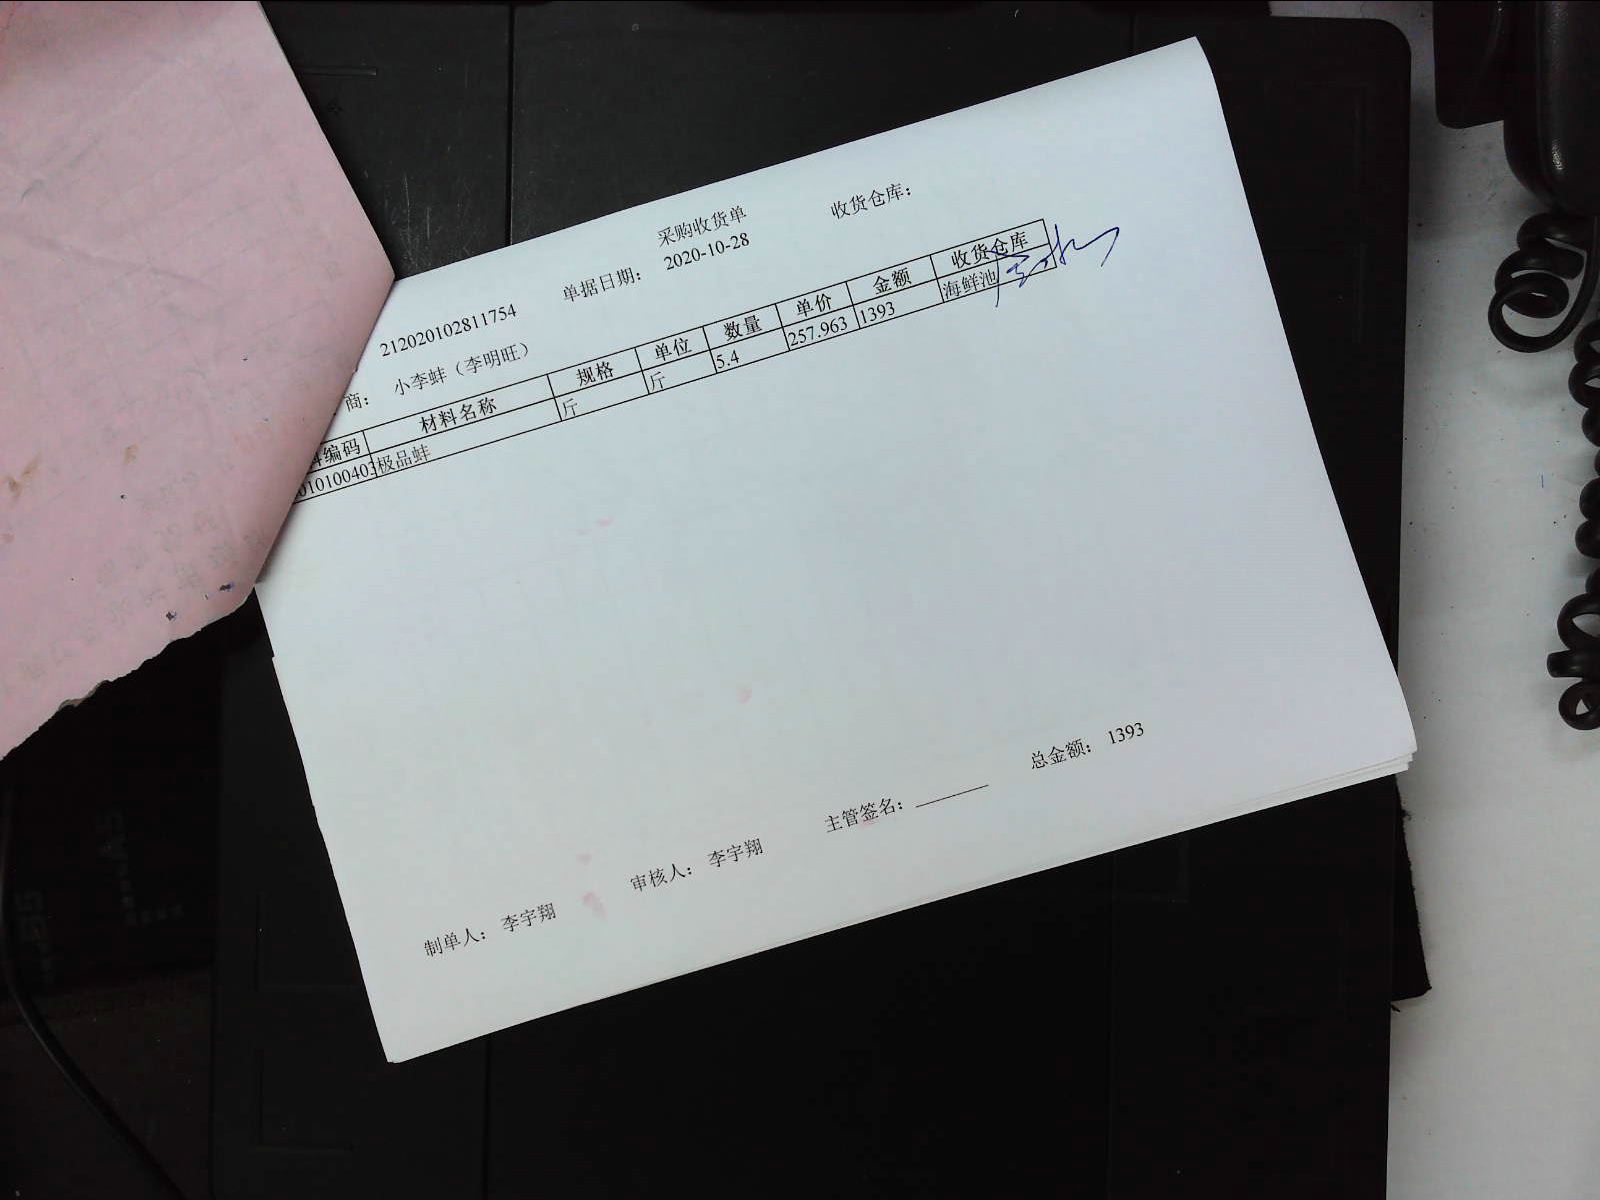 采购收货单
212020102811754 单据日期： 2020-10-28 收货仓库：
商： 小李蚌（李明旺）
编码 材料名称 规格 单位 数量 单价 金额 收货仓库
010100403 极品蚌 斤 斤 5.4 257.963 1393 海鲜池
制单人： 李宇翔 审核人： 李宇翔 主管签名： 总金额： 1393